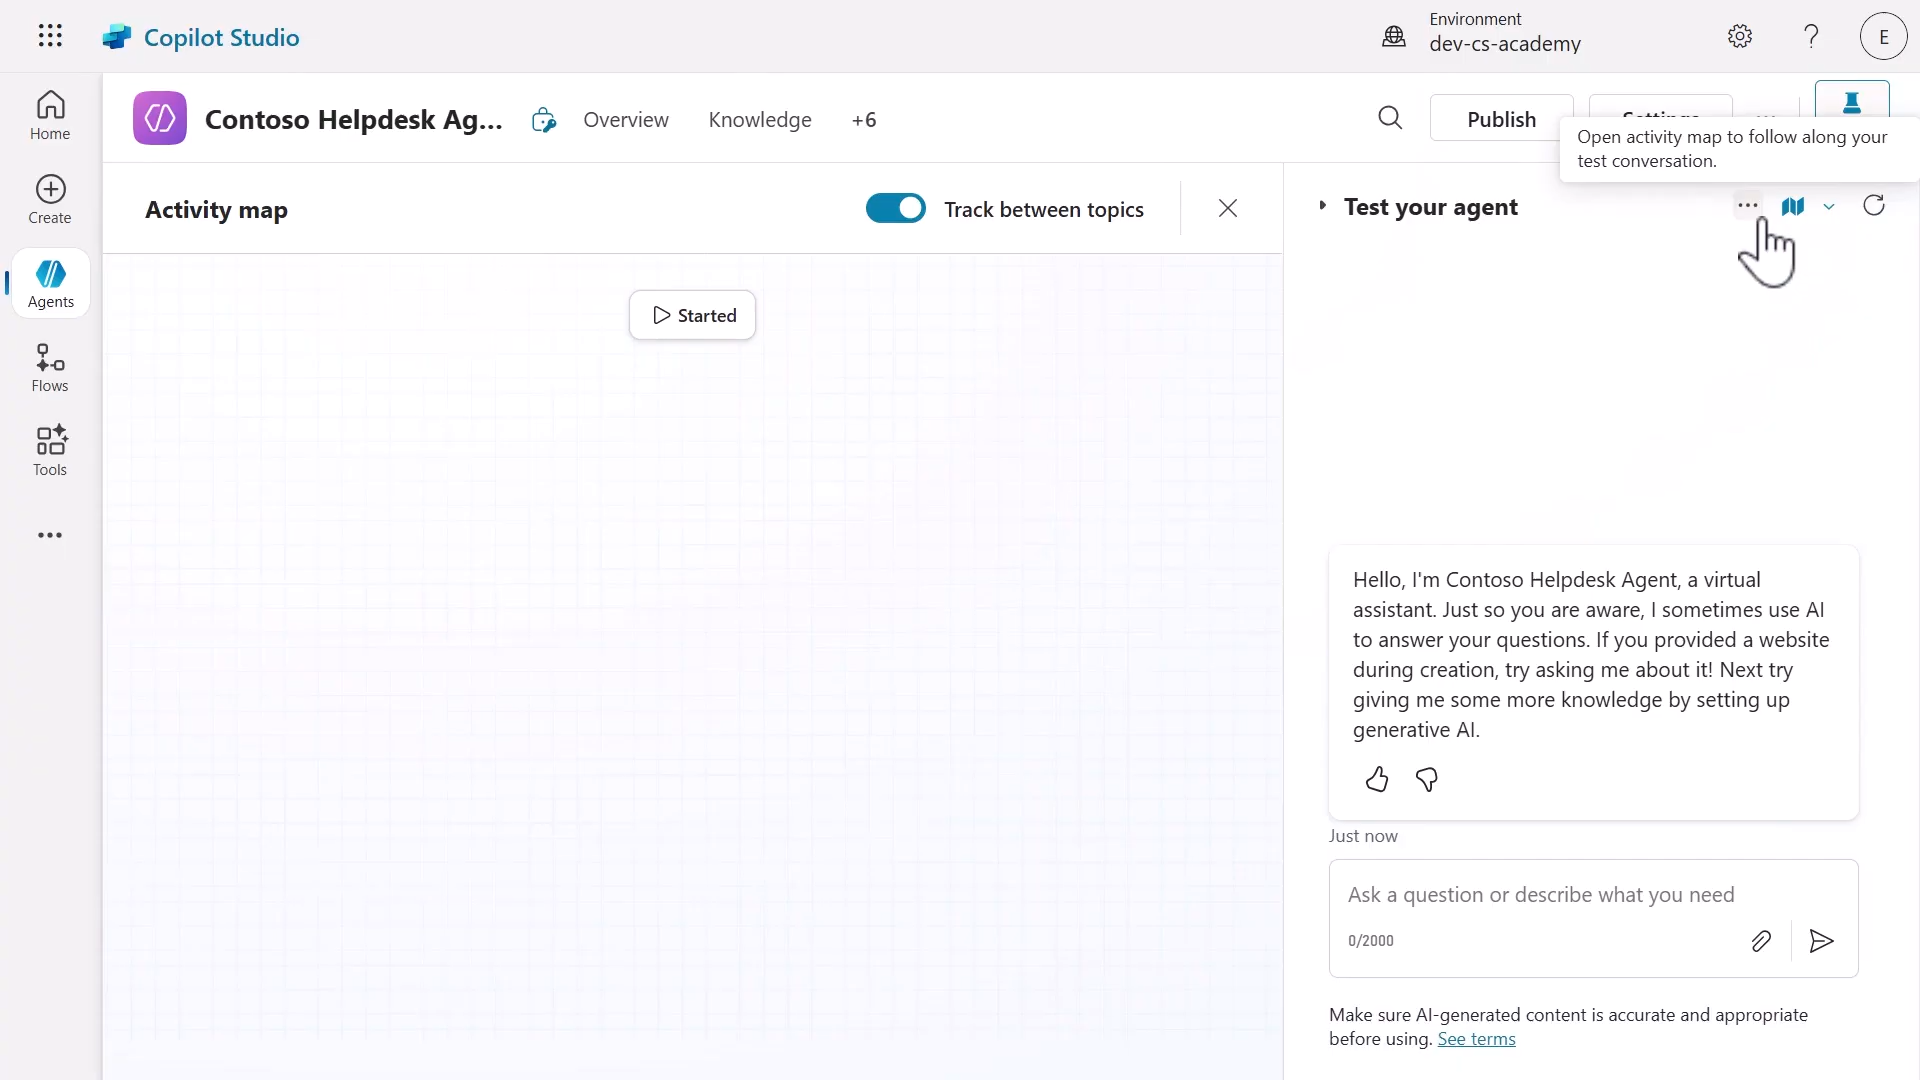 Copilot Studio
Environment
dev-cs-academy
?
E
Home
Create
Agents
Flows
Tools
Contoso Helpdesk Ag...
Overview
Knowledge
+6
Publish
Settings
Open activity map to follow along your
test conversation.
Activity map
Track between topics
Started
Test your agent
Hello, I'm Contoso Helpdesk Agent, a virtual
assistant. Just so you are aware, I sometimes use AI
to answer your questions. If you provided a website
during creation, try asking me about it! Next try
giving me some more knowledge by setting up
generative AI.
Just now
Ask a question or describe what you need
0/2000
Make sure AI-generated content is accurate and appropriate
before using. See terms